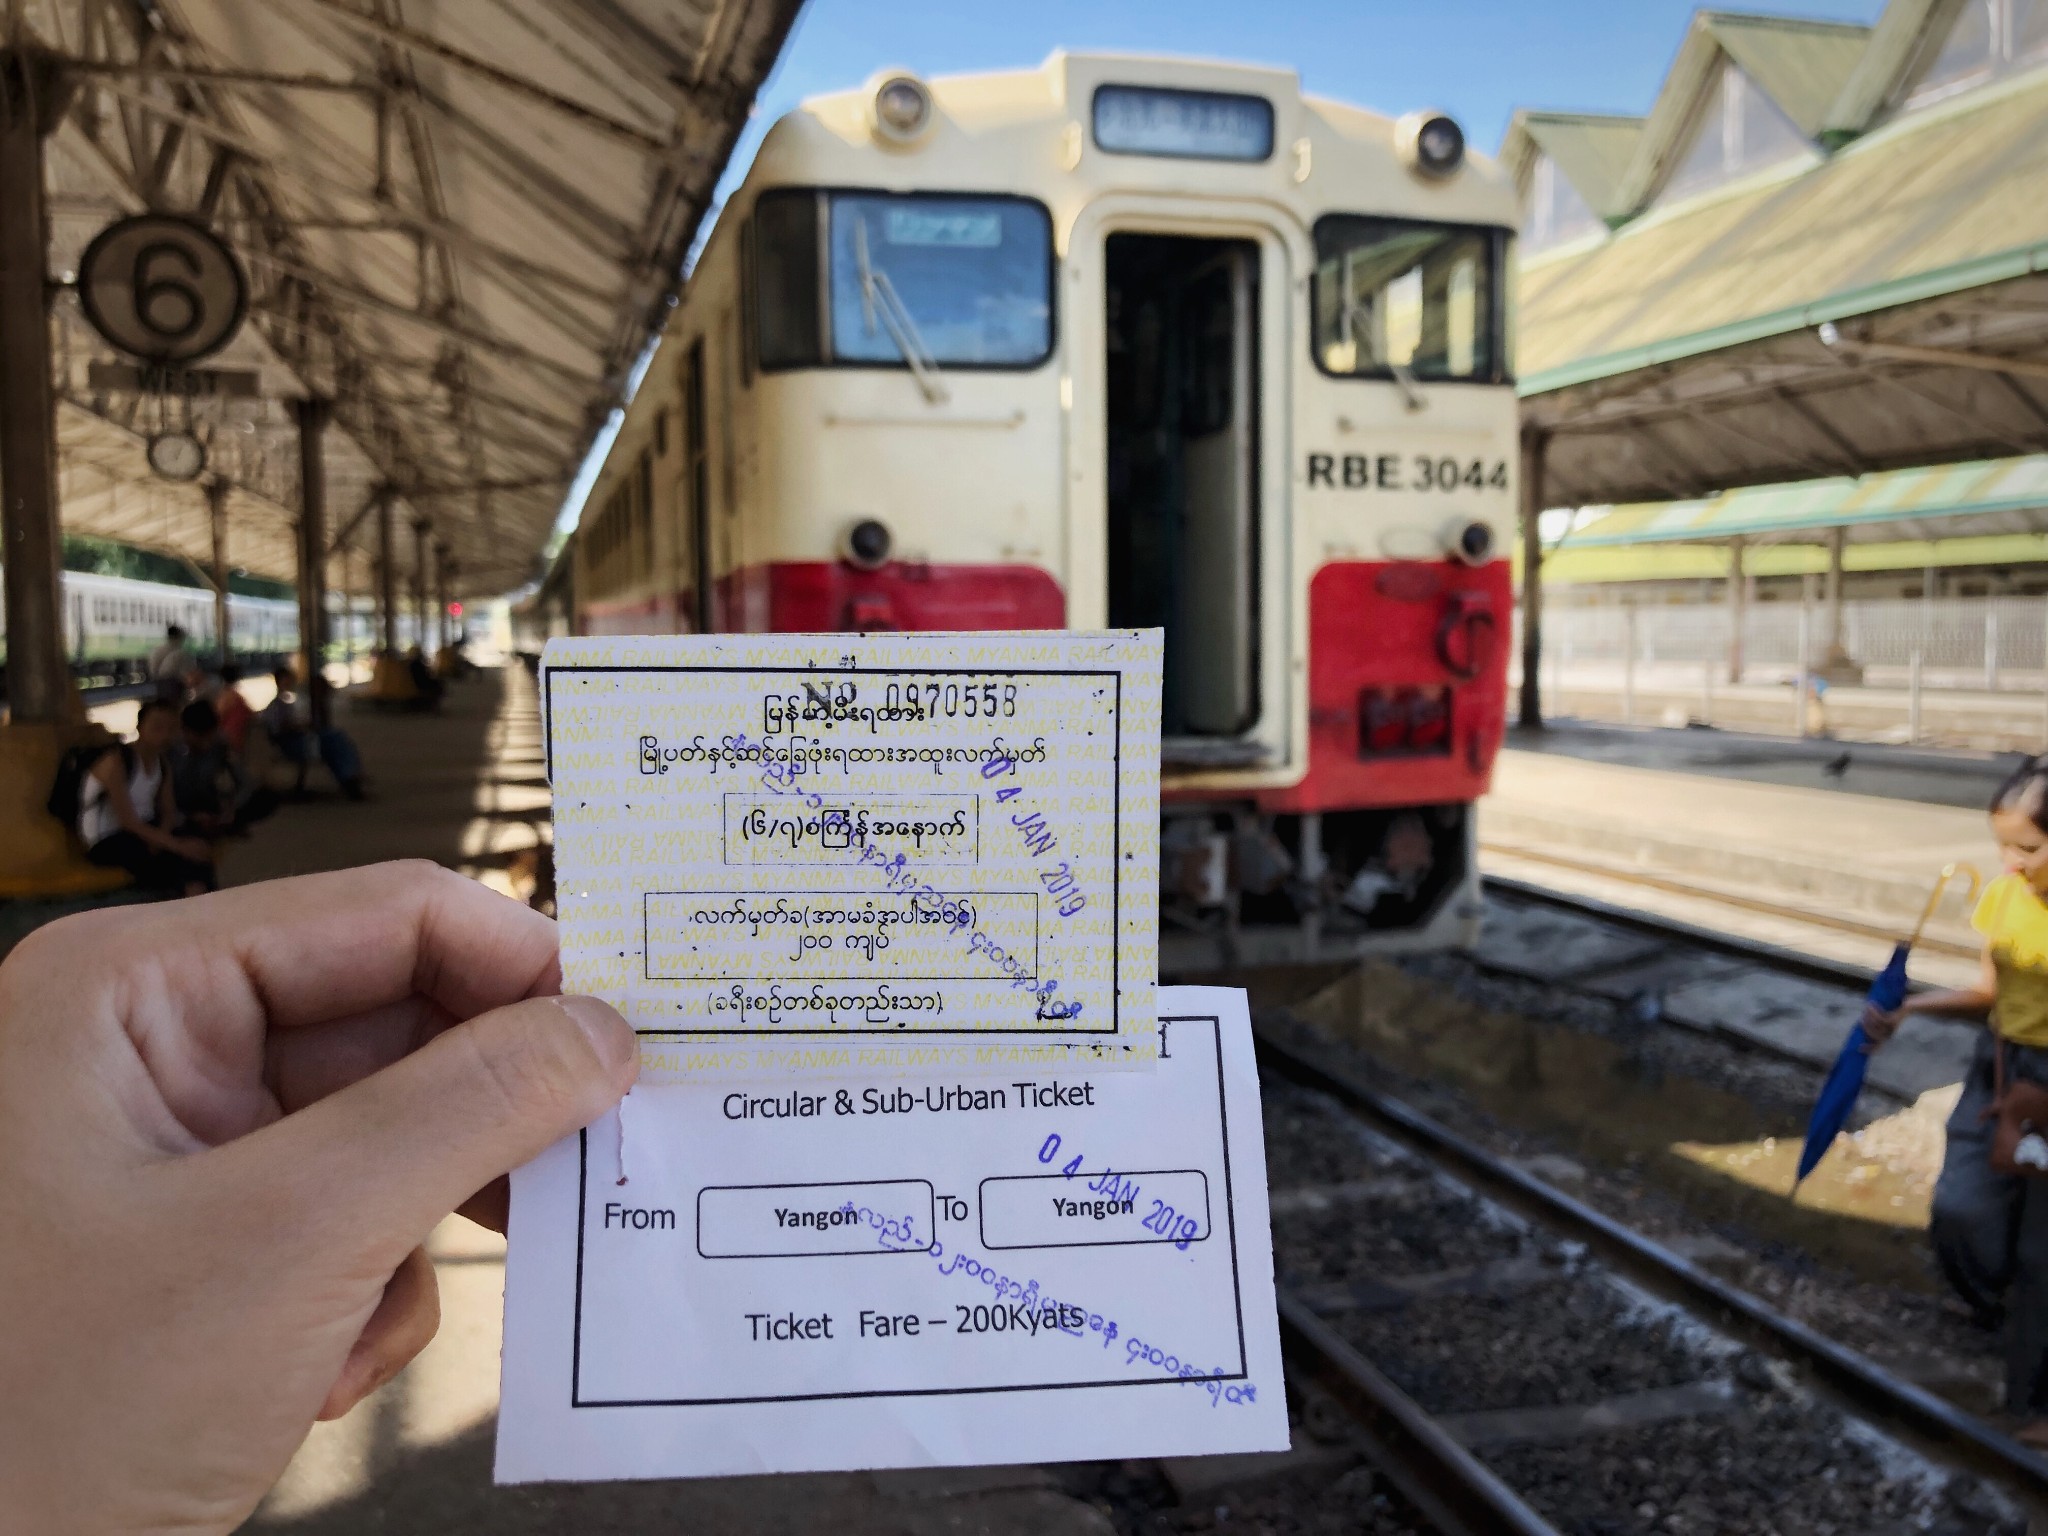 6
WEST
RBE 3044
No 0970558
မြန်မာ့မီးရထား
မြို့ပတ်နှင့်ဆင်ခြေဖုံးရထားအထူးလက်မှတ်
(၆/၇)စင်္ကြန်အနောက်
လက်မှတ်ခ(အာမခံအပါအဝင်)
၂၀၀ ကျပ်
(ခရီးစဉ်တစ်ခုတည်းသာ)
04 JAN 2019
MYANMA RAILWAYS MYANMA RAILWAYS
Circular & Sub-Urban Ticket
04 JAN 2019
From Yangon To Yangon
Ticket Fare – 200Kyats